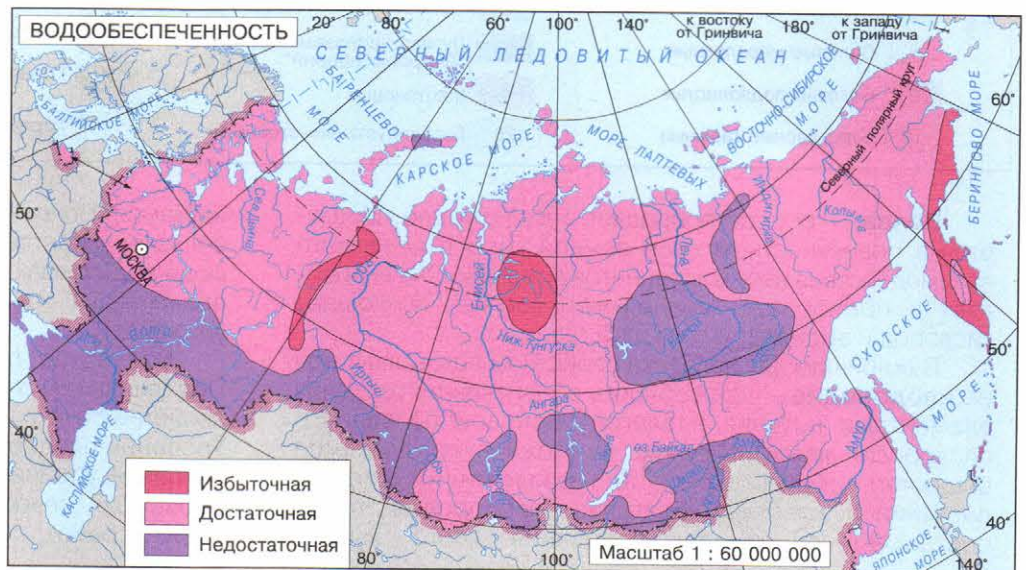 ВОДООБЕСПЕЧЕННОСТЬ
20° 80° 60° 100° 80° к востоку от Гринвича 180° к западу от Гринвича
СЕВЕРНЫЙ ЛЕДОВИТЫЙ ОКЕАН
БАЛТИЙСКОЕ МОРЕ
БАРЕНЦЕВО МОРЕ
КАРСКОЕ МОРЕ
МОРЕ ЛАПТЕВЫХ
ВОСТОЧНО-СИБИРСКОЕ МОРЕ
Северный полярный круг
БЕРИНГОВО МОРЕ
60°
50°
МОСКВА
Сев. Двина
Обь
Енисей
Лена
Индигирка
Колыма
Волга
Ниж. Тунгуска
ОХОТСКОЕ МОРЕ
50°
Иртыш
Ангара
оз. Байкал
Амур
Амур
40°
КАСПИЙСКОЕ МОРЕ
Избыточная
Достаточная
Недостаточная
80°
100°
Масштаб 1 : 60 000 000
ЯПОНСКОЕ МОРЕ
40°
140°